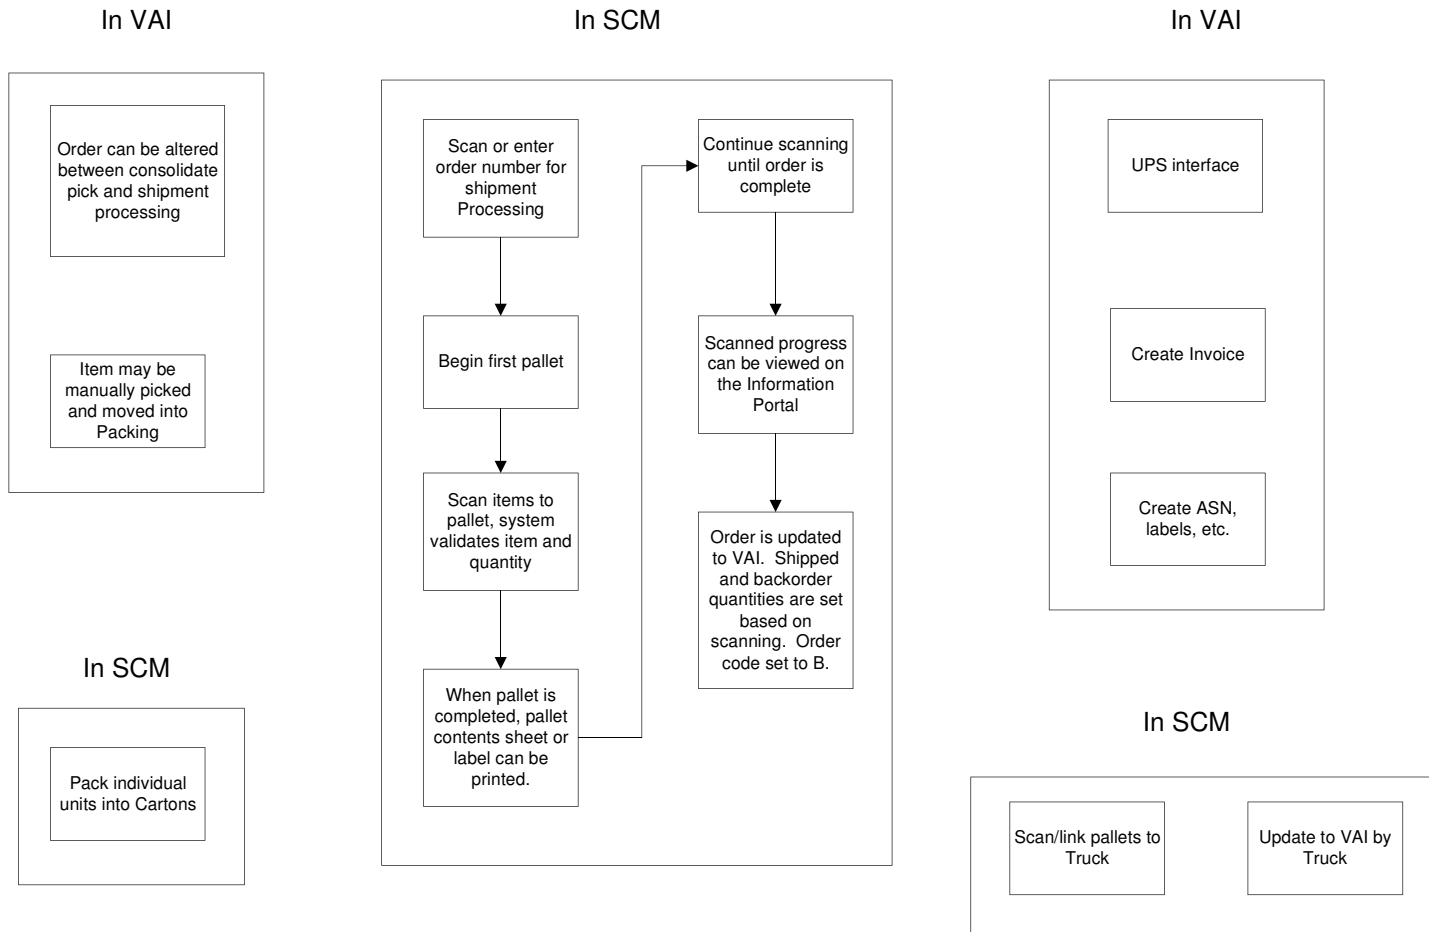 In VAI
Order can be altered
between consolidate
pick and shipment
processing
Item may be
manually picked
and moved into
Packing
In SCM
Pack individual
units into Cartons
In SCM
Scan or enter
order number for
shipment
Processing
Begin first pallet
Scan items to
pallet, system
validates item and
quantity
When pallet is
completed, pallet
contents sheet or
label can be
printed.
Continue scanning
until order is
complete
Scanned progress
can be viewed on
the Information
Portal
Order is updated
to VAI.  Shipped
and backorder
quantities are set
based on
scanning.  Order
code set to B.
In VAI
UPS interface
Create Invoice
Create ASN,
labels, etc.
In SCM
Scan/link pallets to
Truck
Update to VAI by
Truck